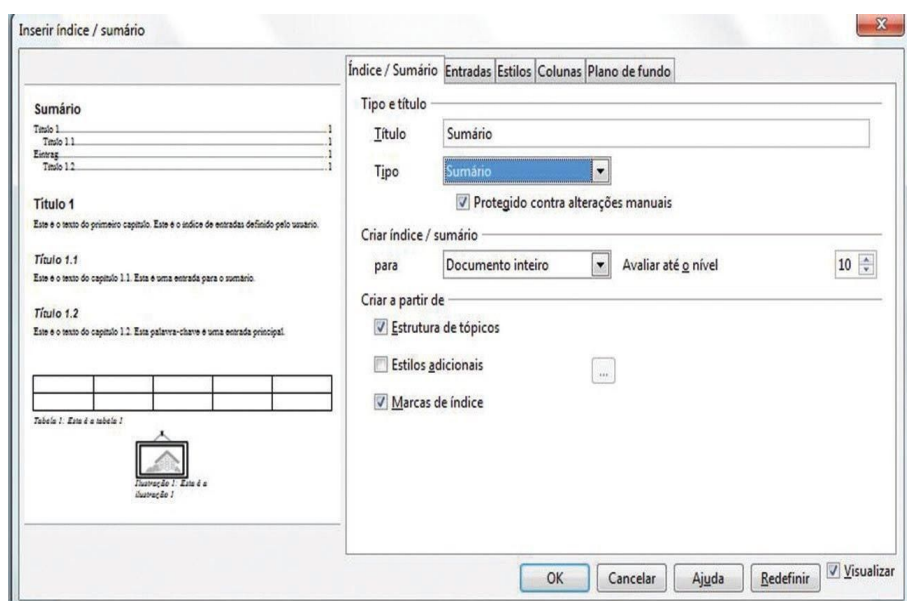 Inserir índice / sumário
Sumário
Título 1 1
Título 1.1 1
Eintrag 1
Título 1.2 1
Título 1
Este é o texto do primeiro capítulo. Este é o índice de entradas definido pelo usuário.
Título 1.1
Este é o texto do capítulo 1.1. Esta é uma entrada para o sumário.
Título 1.2
Este é o texto do capítulo 1.2. Esta palavra-chave é uma entrada principal.
Tabela 1: Esta é a tabela 1
Ilustração 1: Esta é a
ilustração 1
Índice / Sumário Entradas Estilos Colunas Plano de fundo
Tipo e título
Título Sumário
Tipo Sumário
Protegido contra alterações manuais
Criar índice / sumário
para Documento inteiro Avaliar até o nível 10
Criar a partir de
Estrutura de tópicos
Estilos adicionais ...
Marcas de índice
OK Cancelar Ajuda Redefinir Visualizar